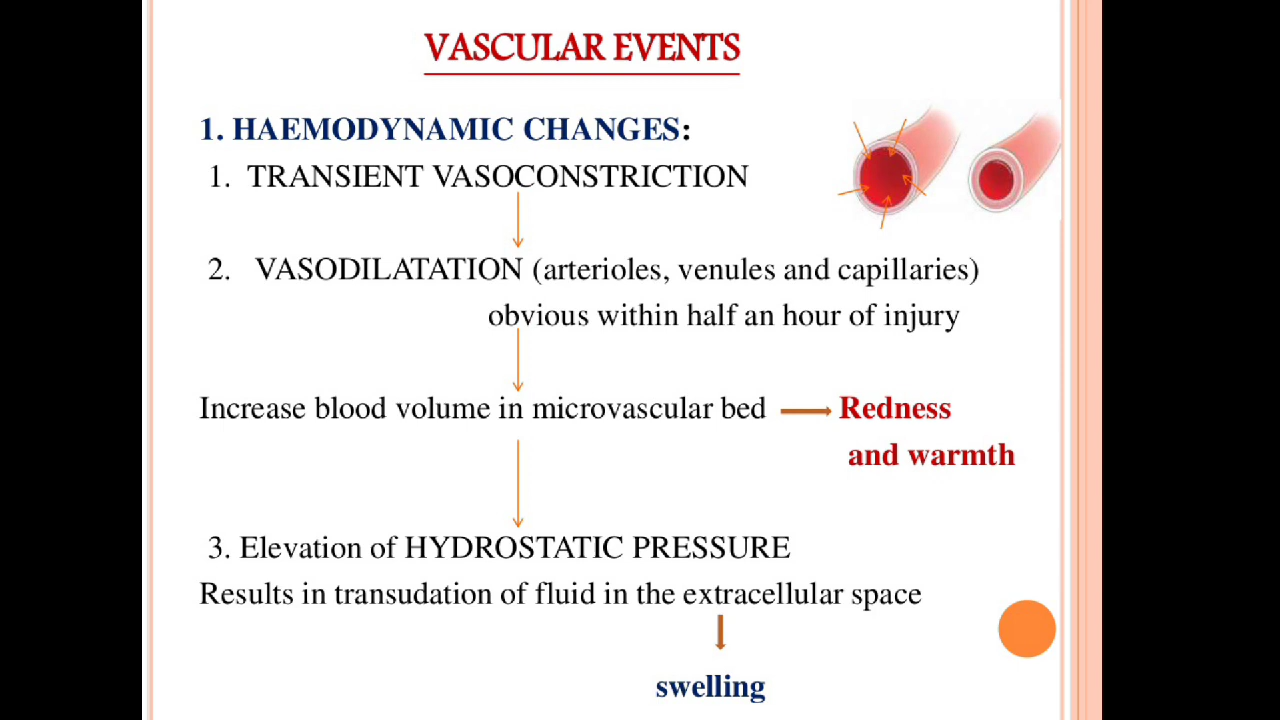 VASCULAR EVENTS
1. HAEMODYNAMIC CHANGES:
1. TRANSIENT VASOCONSTRICTION
2. VASODILATATION (arterioles, venules and capillaries)
obvious within half an hour of injury
Increase blood volume in microvascular bed Redness
and warmth
3. Elevation of HYDROSTATIC PRESSURE
Results in transudation of fluid in the extracellular space
swelling